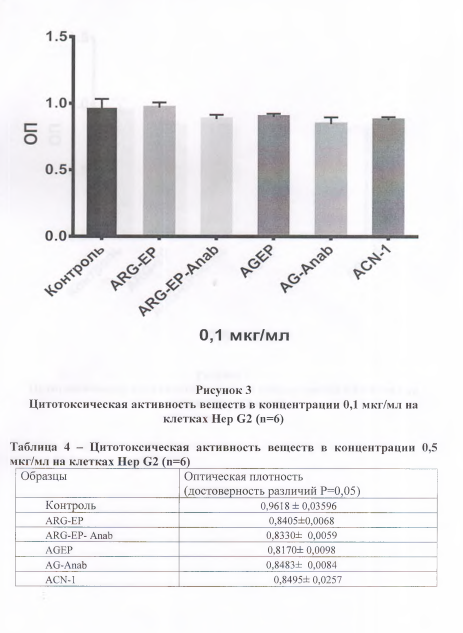 1.5
1.0
0.5
0.0
ОП
Контроль
ARG-EP
ARG-EP-Anab
AGEP
AG-Anab
ACN-1
0,1 мкг/мл
Рисунок 3
Цитотоксическая активность веществ в концентрации 0,1 мкг/мл на
клетках Hep G2 (n=6)
Таблица 4 – Цитотоксическая активность веществ в концентрации 0,5
мкг/мл на клетках Hep G2 (n=6)
Образцы
Оптическая плотность
(достоверность различий P=0,05)
Контроль 0,9618 ± 0,03596
ARG-EP 0,8405±0,0068
ARG-EP- Anab 0,8330± 0,0059
AGEP 0,8170± 0,0098
AG-Anab 0,8483± 0,0084
ACN-1 0,8495± 0,0257